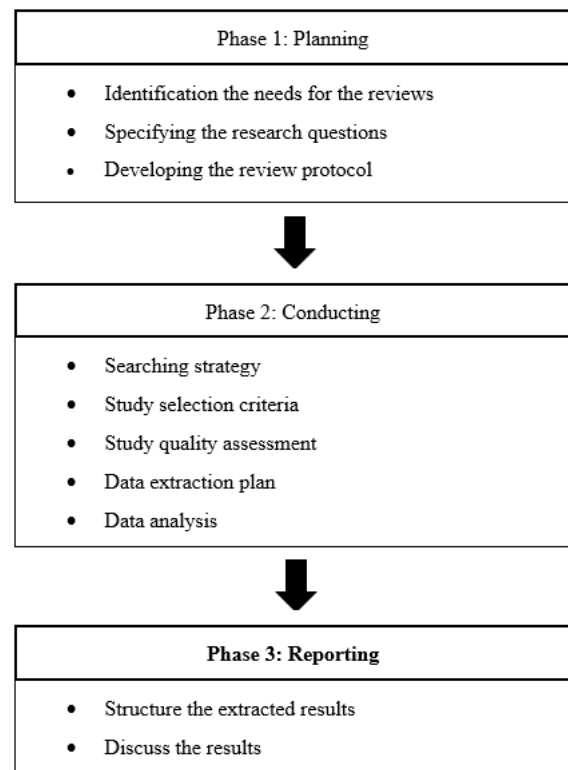 Phase 1: Planning
• Identification the needs for the reviews
• Specifying the research questions
• Developing the review protocol
Phase 2: Conducting
• Searching strategy
• Study selection criteria
• Study quality assessment
• Data extraction plan
• Data analysis
Phase 3: Reporting
• Structure the extracted results
• Discuss the results